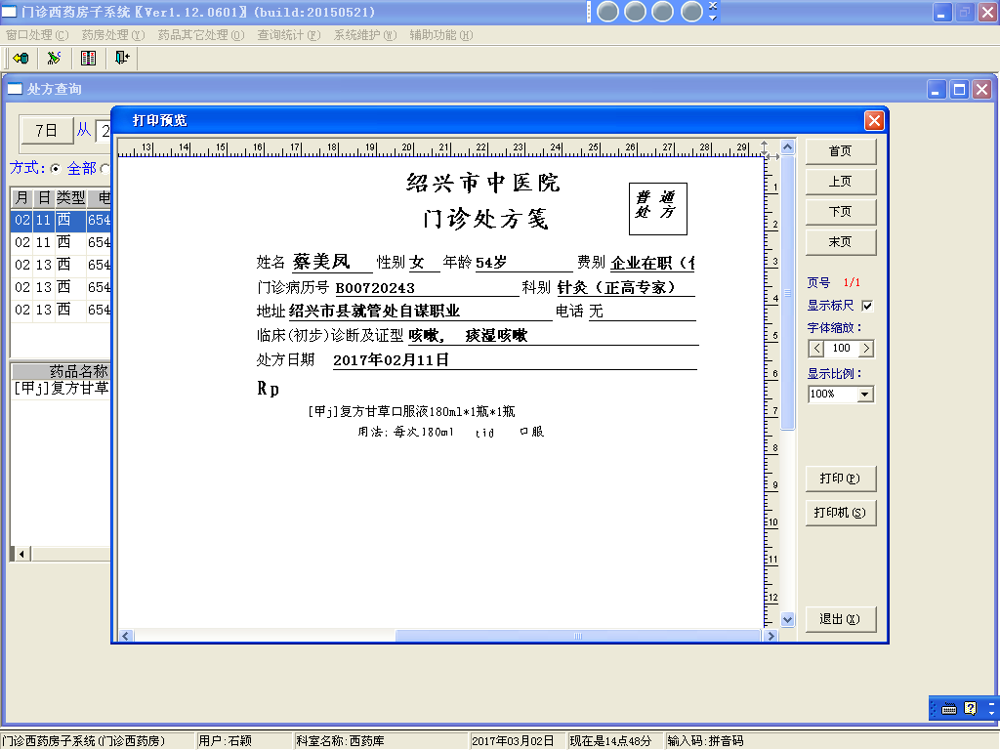 门诊西药房子系统〖Ver1.12.0601〗(build:20150521)
窗口处理(C) 药房处理(Y) 药品其它处理(O) 查询统计(P) 系统维护(W) 辅助功能(H)
处方查询
7日 从 2
方式: 全部
月 日 类型 电
02 11 西 654
02 11 西 654
02 13 西 654
02 13 西 654
02 13 西 654
药品名称
[甲j]复方甘草
打印预览
13 14 15 16 17 18 19 20 21 22 23 24 25 26 27 28 29
1
2
3
4
5
6
7
8
9
10
11
12
绍兴市中医院
门诊处方笺
普通
处方
姓名 蔡美凤 性别 女 年龄 54岁 费别 企业在职（
门诊病历号 B00720243 科别 针灸（正高专家）
地址 绍兴市县就管处自谋职业 电话 无
临床(初步)诊断及证型 咳嗽, 痰湿咳嗽
处方日期 2017年02月11日
Rp
[甲j]复方甘草口服液180ml*1瓶*1瓶
用法: 每次180ml tid 口服
首页
上页
下页
末页
页号 1/1
显示标尺
字体缩放:
< 100 >
显示比例:
100%
打印(P)
打印机(S)
退出(X)
门诊西药房子系统(门诊西药房) 用户:石颖 科室名称:西药库 2017年03月02日 现在是14点48分 输入码:拼音码